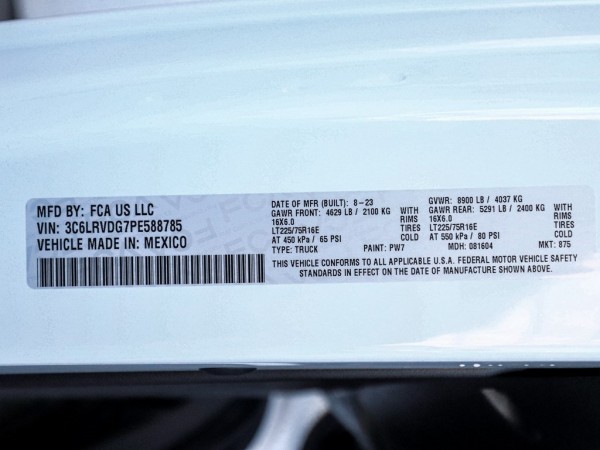 MFD BY: FCA US LLC
VIN: 3C6LRVDG7PE588785
VEHICLE MADE IN: MEXICO
DATE OF MFR (BUILT): 8-23 GVWR: 8900 LB / 4037 KG
GAWR FRONT: 4629 LB / 2100 KG WITH GAWR REAR: 5291 LB / 2400 KG WITH
16X6.0 RIMS 16X6.0 RIMS
LT225/75R16E TIRES LT225/75R16E TIRES
AT 450 kPa / 65 PSI COLD AT 550 kPa / 80 PSI COLD
TYPE: TRUCK PAINT: PW7 MDH: 081604 MKT: 875
THIS VEHICLE CONFORMS TO ALL APPLICABLE U.S.A. FEDERAL MOTOR VEHICLE SAFETY
STANDARDS IN EFFECT ON THE DATE OF MANUFACTURE SHOWN ABOVE.